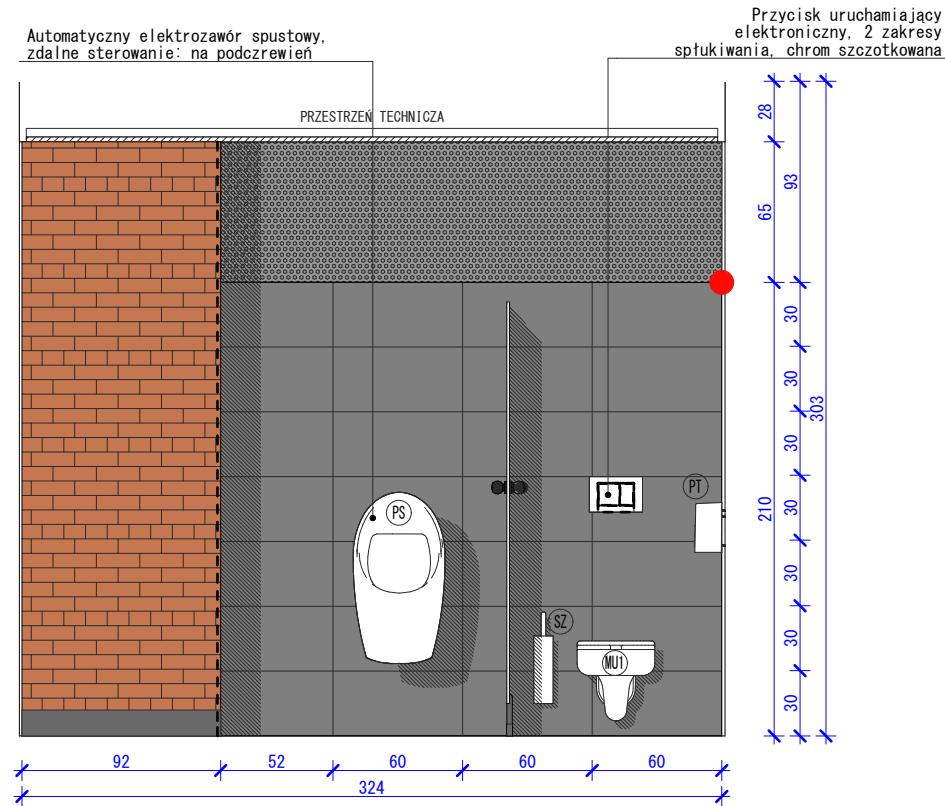 Automatyczny elektrozawór spustowy,
zdalne sterowanie: na podczrewień
Przycisk uruchamiający
elektroniczny, 2 zakresy
spłukiwania, chrom szczotkowana
PRZESTRZEŃ TECHNICZA
28
93
65
30
30
303
30
PT
PS
210
30
30
SZ
30
MU1
30
92
52
60
60
60
324